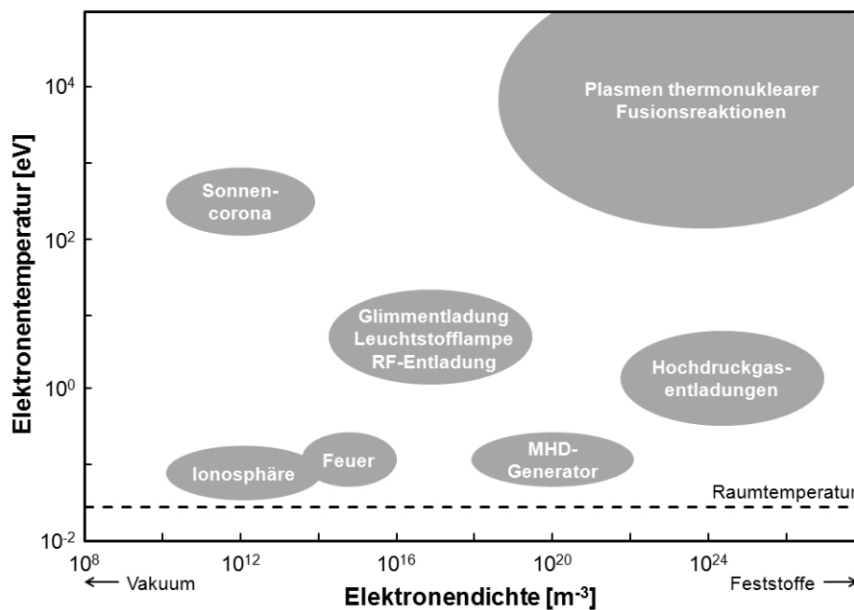 Elektronentemperatur [eV]
10⁴
10²
10⁰
10⁻²
Plasmen thermonuklearer
Fusionsreaktionen
Sonnen-
corona
Glimmentladung
Leuchtstofflampe
RF-Entladung
Hochdruckgas-
entladungen
Ionosphäre
Feuer
MHD-
Generator
Raumtemperatur
10⁸
10¹²
10¹⁶
10²⁰
10²⁴
← Vakuum
Elektronendichte [m⁻³]
Feststoffe →